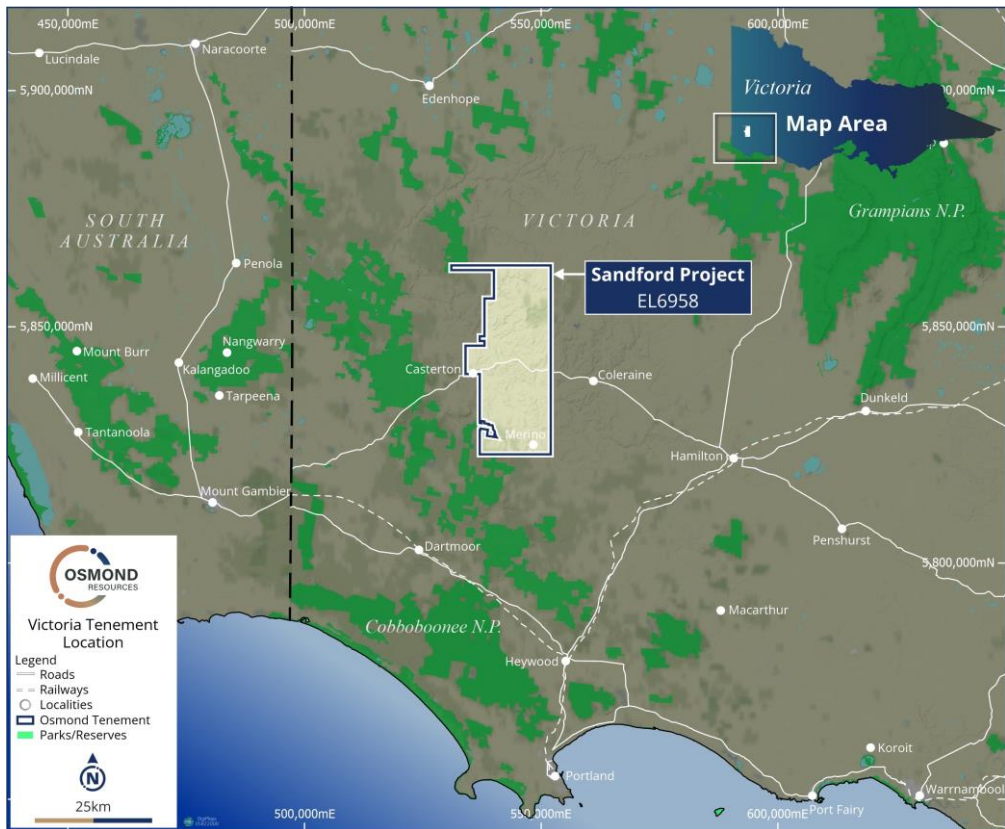 450,000mE
500,000mE
550,000mE
600,000mE
Lucindale
Naracoorte
Edenhope
5,900,000mN
Victoria
Map Area
SOUTH
AUSTRALIA
VICTORIA
Grampians N.P.
Penola
Sandford Project
EL6958
5,850,000mN
5,850,000mN
Mount Burr
Nangwarry
Millicent
Kalangadoo
Casterton
Coleraine
Tarpeena
Dunkeld
Tantanoola
Merino
Hamilton
Mount Gambier
Penshurst
Dartmoor
5,800,000mN
Macarthur
Cobboboonee N.P.
Heywood
Koroit
Portland
Port Fairy
Warrnambool
500,000mE
550,000mE
600,000mE
OSMOND
RESOURCES
Victoria Tenement
Location
Legend
Roads
Railways
Localities
Osmond Tenement
Parks/Reserves
N
25km